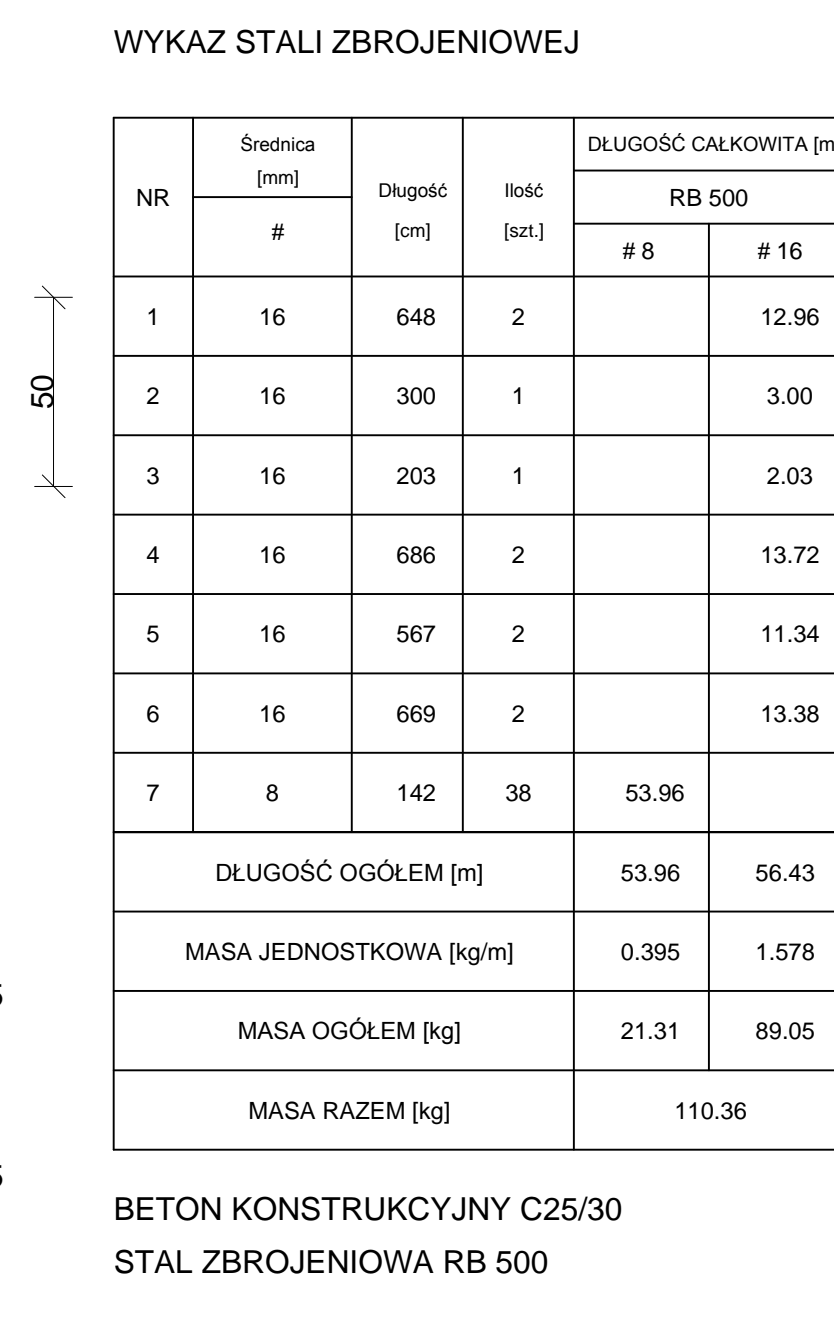 WYKAZ STALI ZBROJENIOWEJ
NR
Średnica
[mm]
#
Długość
[cm]
Ilość
[szt.]
DŁUGOŚĆ CAŁKOWITA [m
RB 500
# 8 # 16
1 16 648 2 12.96
2 16 300 1 3.00
3 16 203 1 2.03
4 16 686 2 13.72
5 16 567 2 11.34
6 16 669 2 13.38
7 8 142 38 53.96
DŁUGOŚĆ OGÓŁEM [m] 53.96 56.43
MASA JEDNOSTKOWA [kg/m] 0.395 1.578
MASA OGÓŁEM [kg] 21.31 89.05
MASA RAZEM [kg] 110.36
50
BETON KONSTRUKCYJNY C25/30
STAL ZBROJENIOWA RB 500